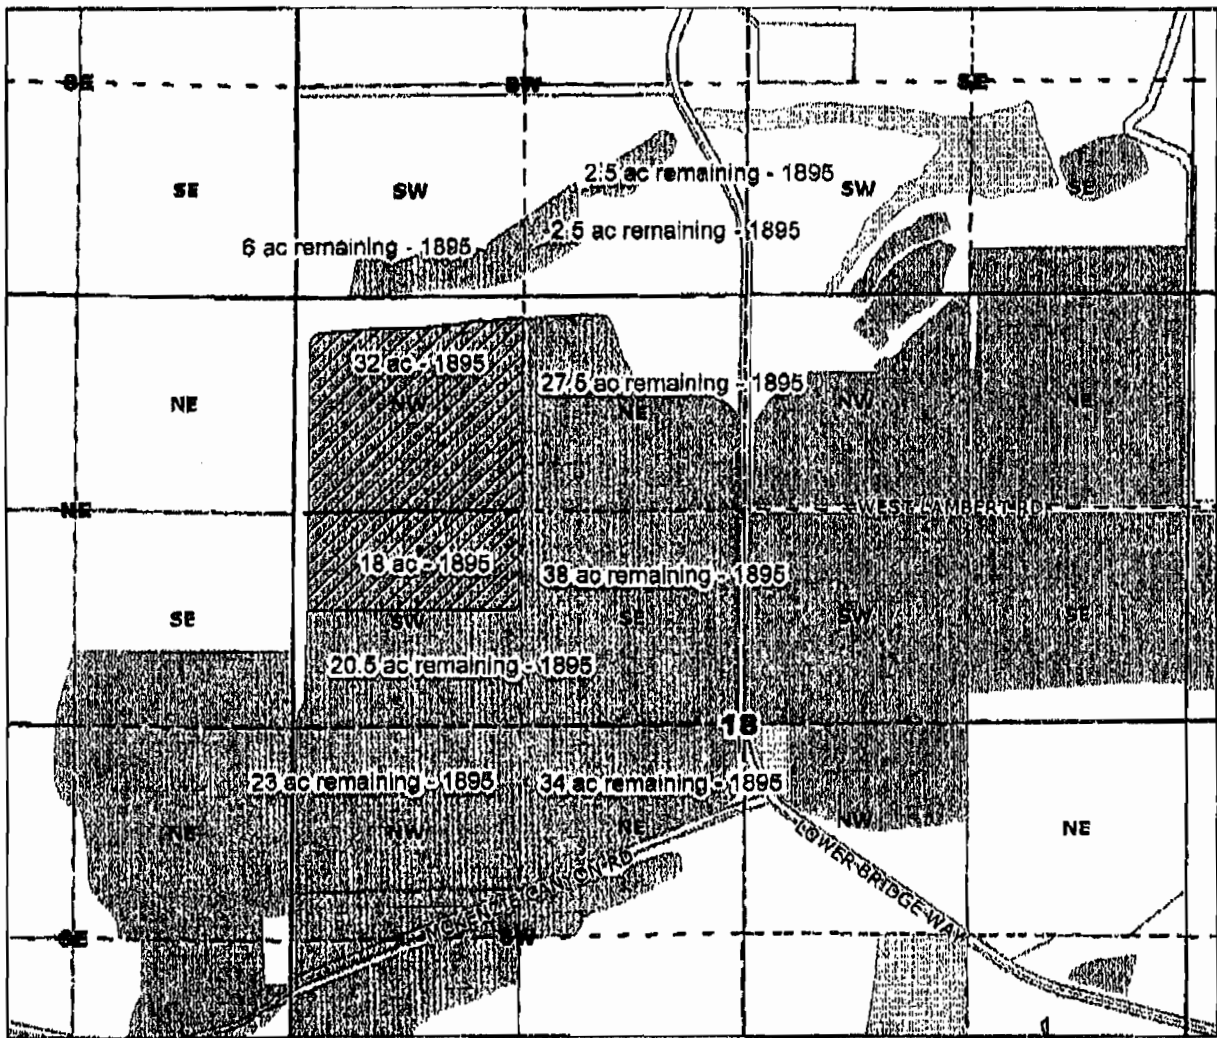 SE
SW
SE
2.5 ac remaining - 1895
SE
SW
SW
SE
2.5 ac remaining - 1895
6 ac remaining - 1895
32 ac - 1895
27.5 ac remaining - 1895
NE
NW
NE
NW
NE
NE
WEST LAMBERT RD
18 ac - 1895
38 ac remaining - 1895
SE
SW
SE
SW
SE
20.5 ac remaining - 1895
18
23 ac remaining - 1895
34 ac remaining - 1895
NE
NW
NE
NW
NE
LOWER BRIDGE WAY
CANYON RD
SE
SW